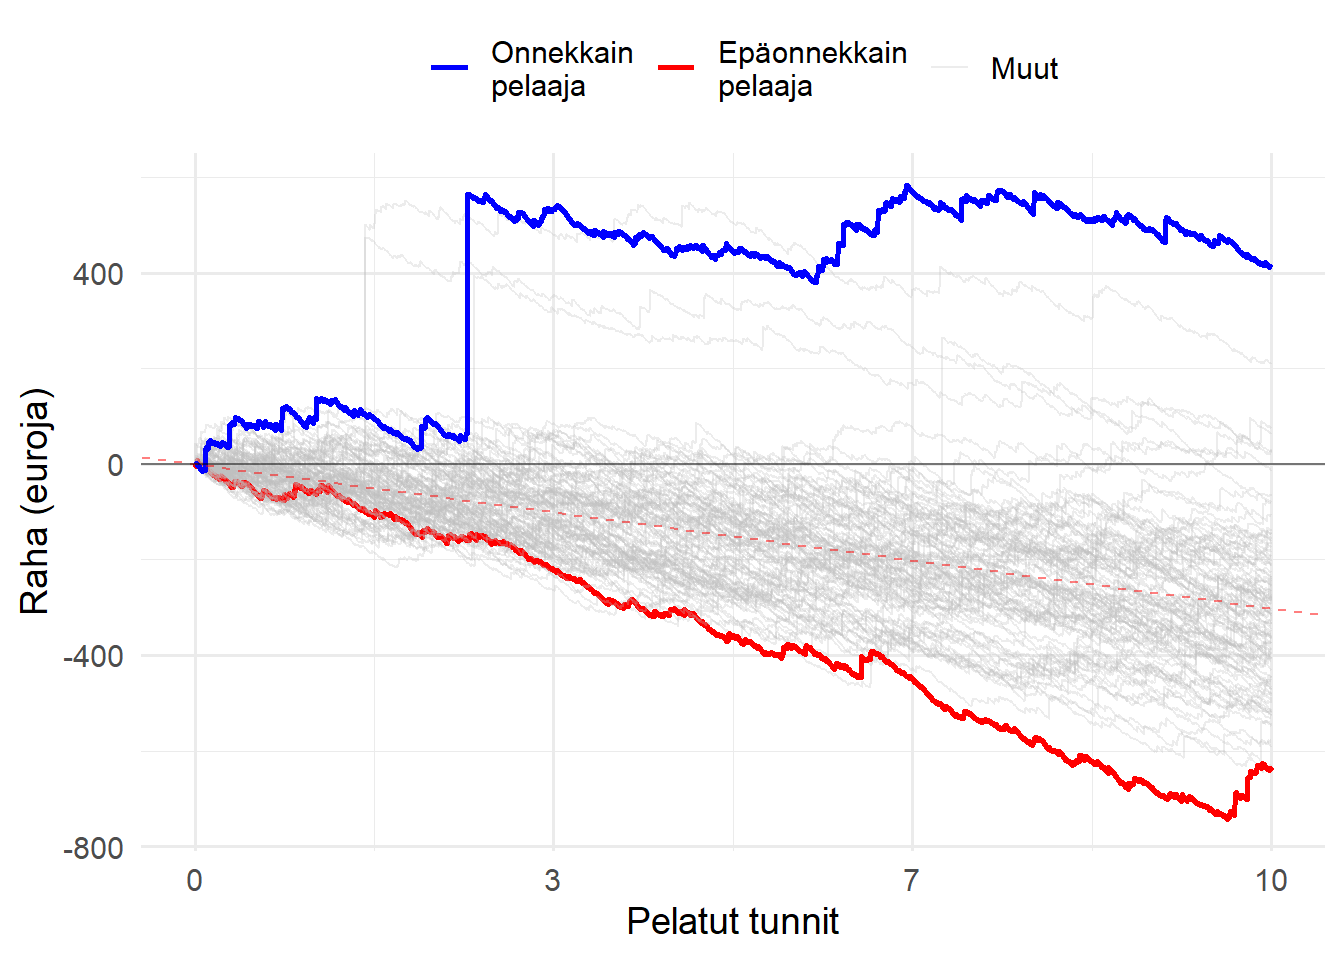 Onnekkain
pelaaja
Epäonnekkain
pelaaja
Muut
Raha (euroja)
400
0
-400
-800
0
3
7
10
Pelatut tunnit